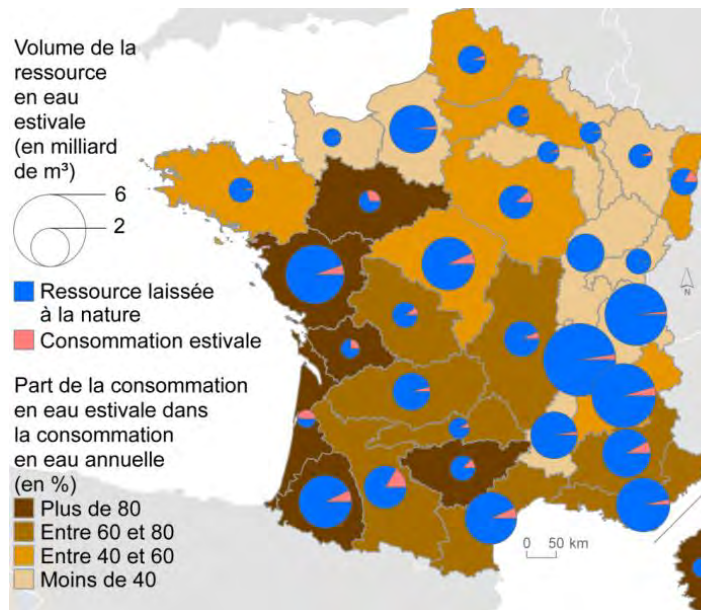 Volume de la
ressource
en eau
estivale
(en milliard
de m³)
6
2
Ressource laissée
à la nature
Consommation estivale
Part de la consommation
en eau estivale dans
la consommation
en eau annuelle
(en %)
Plus de 80
Entre 60 et 80
Entre 40 et 60
Moins de 40
N
0 50 km